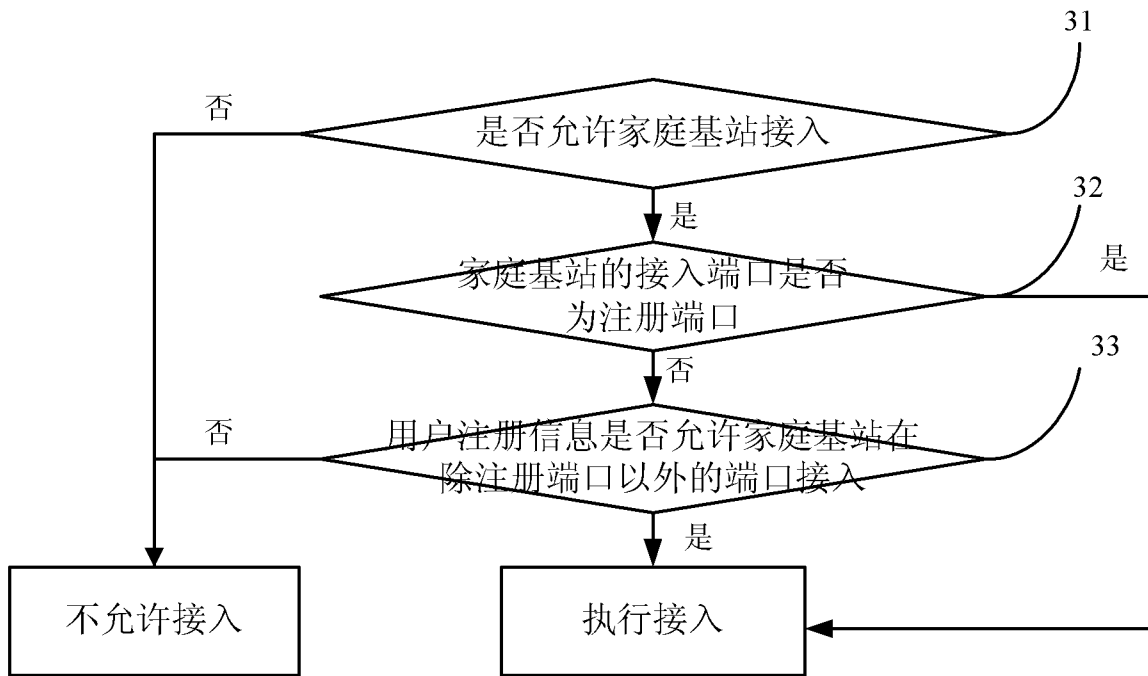 31
否
是否允许家庭基站接入
是
32
家庭基站的接入端口是否
为注册端口
是
否
33
否
用户注册信息是否允许家庭基站在
除注册端口以外的端口接入
是
不允许接入
执行接入